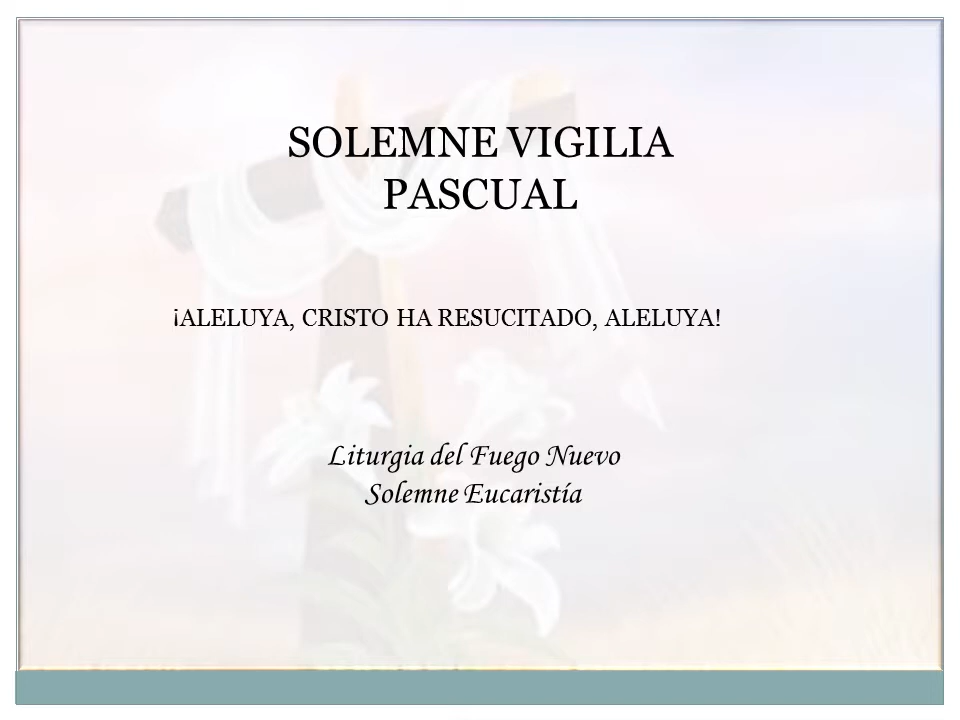 SOLEMNE VIGILIA
PASCUAL
¡ALELUYA, CRISTO HA RESUCITADO, ALELUYA!
Liturgia del Fuego Nuevo
Solemne Eucaristía